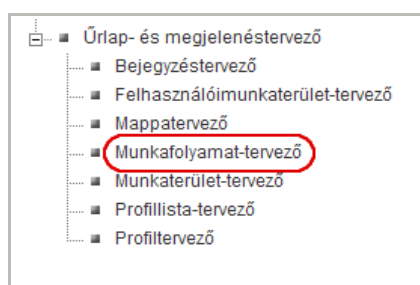 Űrlap- és megjelenéstervező
Bejegyzéstervező
Felhasználóimunkaterület-tervező
Mappatervező
Munkafolyamat-tervező
Munkaterület-tervező
Profillista-tervező
Profiltervező